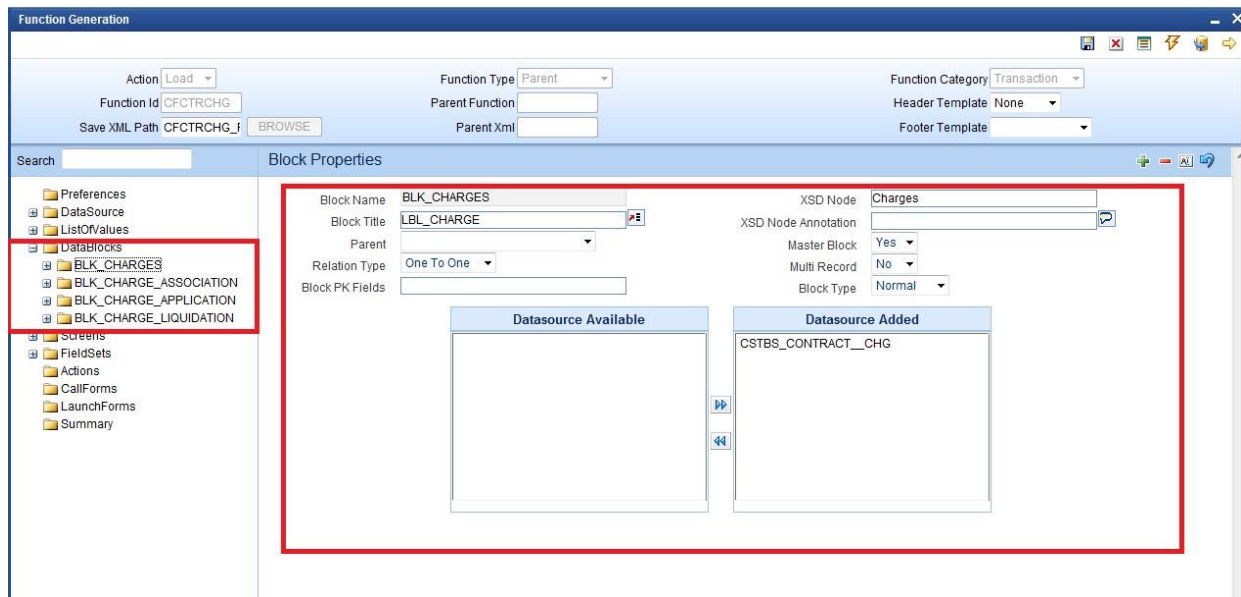 Function Generation
Action Load Function Type Parent Function Category Transaction
Function Id CFCTRCHG Parent Function Header Template None
Save XML Path CFCTRCHG_ BROWSE Parent Xml Footer Template
Search Block Properties
Preferences
DataSource
ListOfValues
DataBlocks
BLK_CHARGES
BLK_CHARGE_ASSOCIATION
BLK_CHARGE_APPLICATION
BLK_CHARGE_LIQUIDATION
Screens
FieldSets
Actions
CallForms
LaunchForms
Summary
Block Name BLK_CHARGES XSD Node Charges
Block Title LBL_CHARGE XSD Node Annotation
Parent Master Block Yes
Relation Type One To One Multi Record No
Block PK Fields Block Type Normal
Datasource Available Datasource Added
CSTBS_CONTRACT__CHG